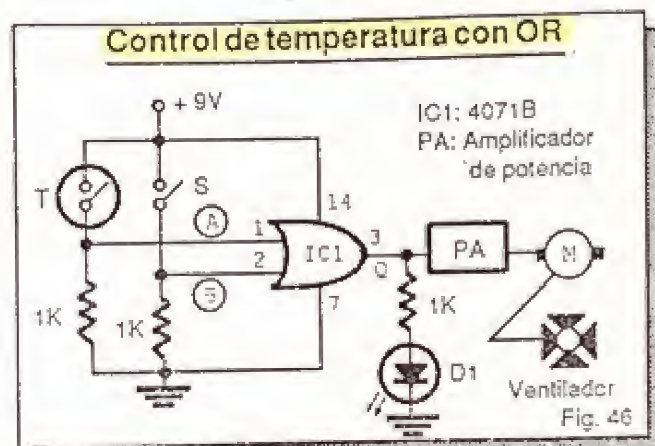 Control de temperatura con OR
+ 9V
IC1: 4071B
PA: Amplificador
de potencia
T
S
A
14
1
2
IC1
3
Q
PA
M
B
7
1K
1K
1K
D1
Ventilador
Fig. 46